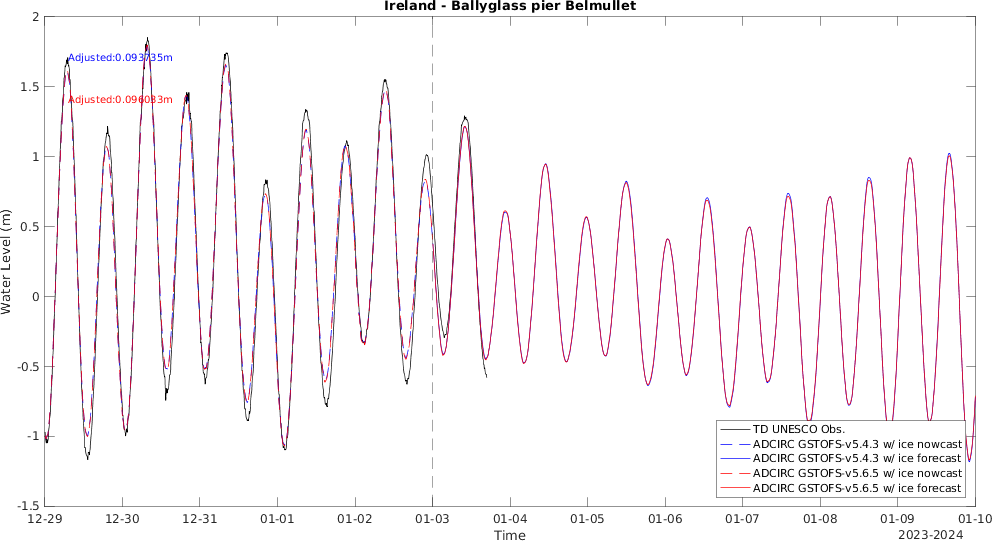 Ireland - Ballyglass pier Belmullet
Water Level (m)
2
1.5
1
0.5
0
-0.5
-1
-1.5
Adjusted:0.093735m
Adjusted:0.096033m
TD UNESCO Obs.
ADCIRC GSTOFS-v5.4.3 w/ ice nowcast
ADCIRC GSTOFS-v5.4.3 w/ ice forecast
ADCIRC GSTOFS-v5.6.5 w/ ice nowcast
ADCIRC GSTOFS-v5.6.5 w/ ice forecast
12-29 12-30 12-31 01-01 01-02 01-03 01-04 01-05 01-06 01-07 01-08 01-09 01-10
Time
2023-2024